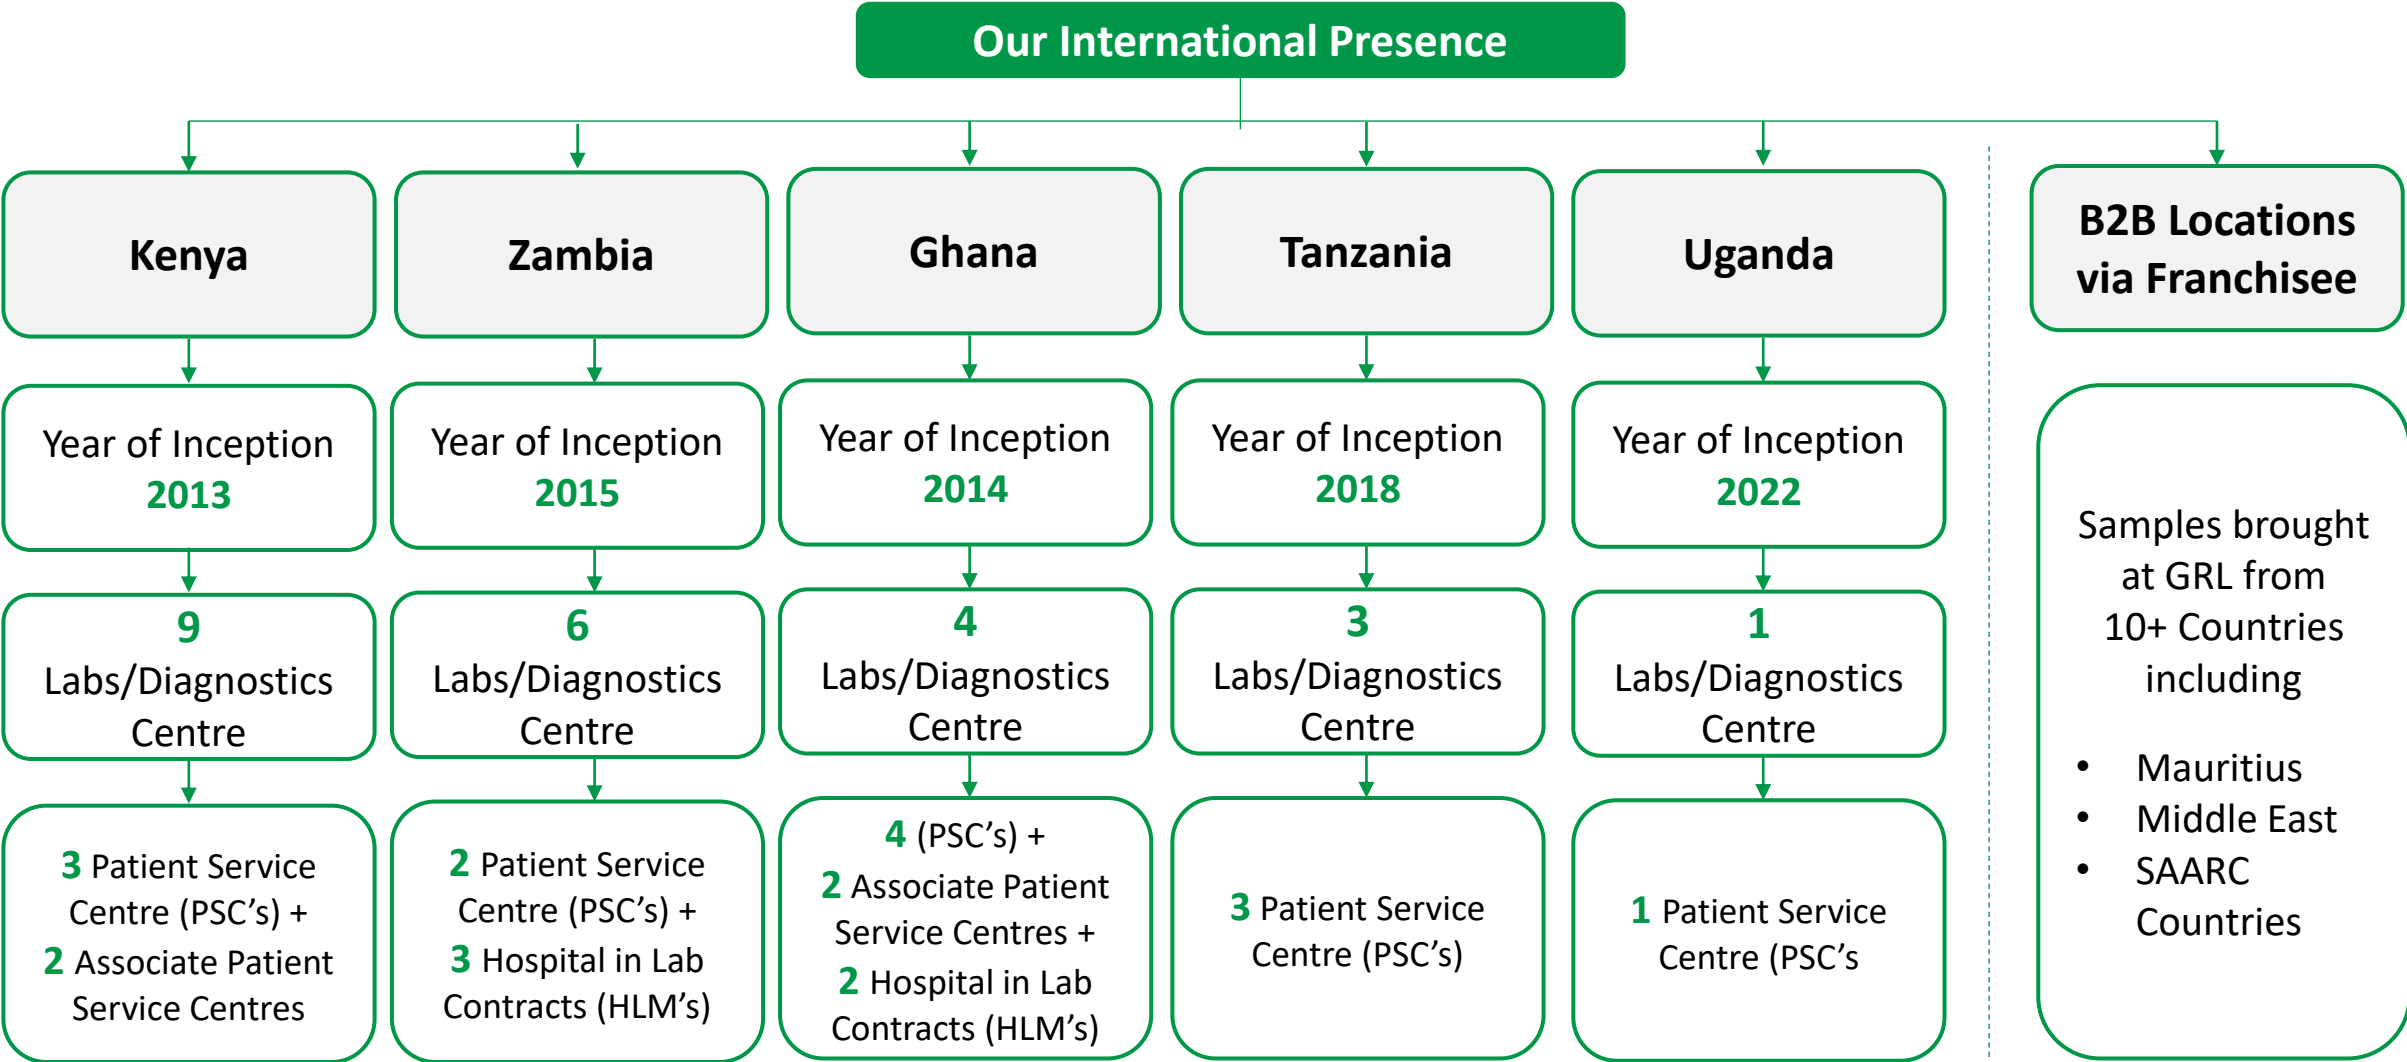 Our International Presence
Kenya
Year of Inception
2013
9
Labs/Diagnostics
Centre
3 Patient Service
Centre (PSC’s) +
2 Associate Patient
Service Centres
Zambia
Year of Inception
2015
6
Labs/Diagnostics
Centre
2 Patient Service
Centre (PSC’s) +
3 Hospital in Lab
Contracts (HLM’s)
Ghana
Year of Inception
2014
4
Labs/Diagnostics
Centre
4 (PSC’s) +
2 Associate Patient
Service Centres +
2 Hospital in Lab
Contracts (HLM’s)
Tanzania
Year of Inception
2018
3
Labs/Diagnostics
Centre
3 Patient Service
Centre (PSC’s)
Uganda
Year of Inception
2022
1
Labs/Diagnostics
Centre
1 Patient Service
Centre (PSC’s
B2B Locations
via Franchisee
Samples brought
at GRL from
10+ Countries
including
• Mauritius
• Middle East
• SAARC
Countries